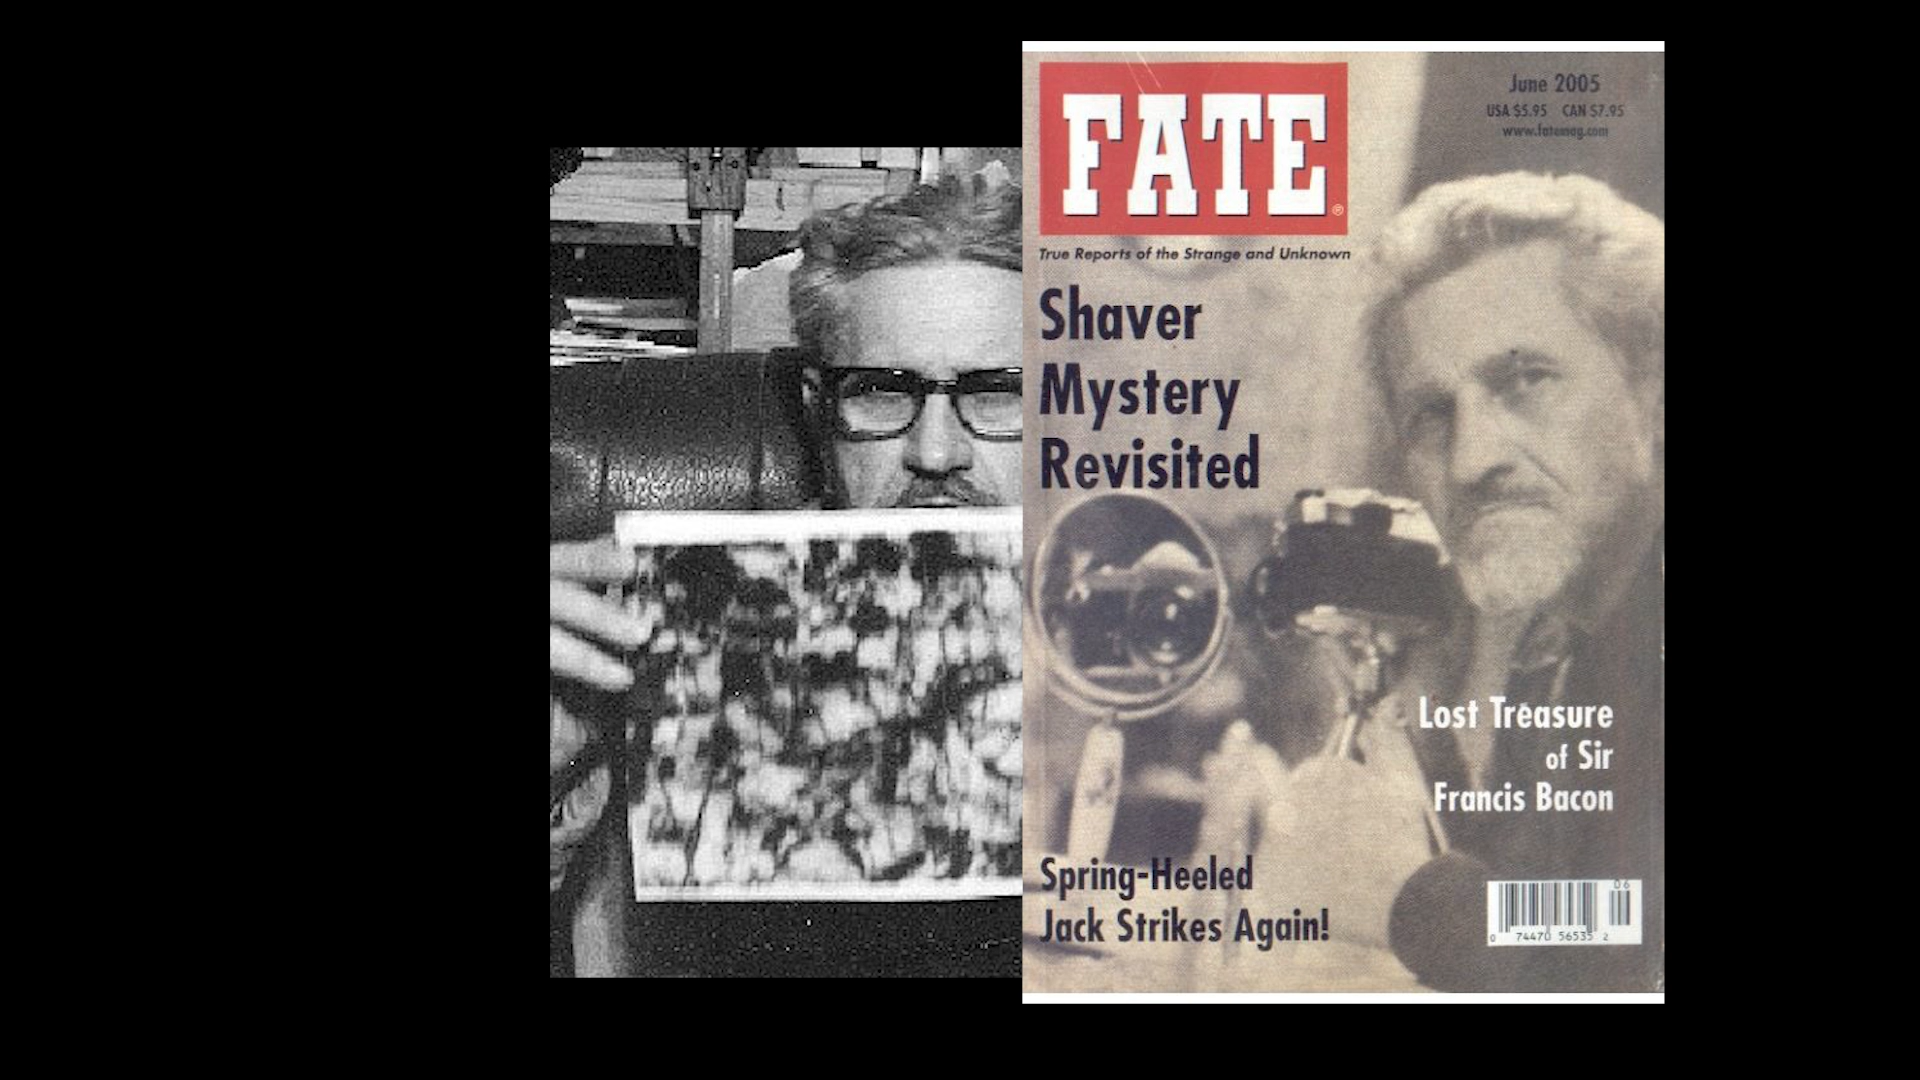 FATE®
June 2005
USA $5.95 CAN $7.95
www.fatemag.com
True Reports of the Strange and Unknown
Shaver
Mystery
Revisited
Lost Treasure
of Sir
Francis Bacon
Spring-Heeled
Jack Strikes Again!
06
0 74470 56535 2